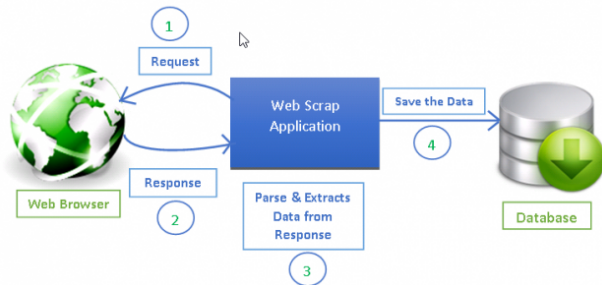 1
Request
Web Scrap
Application
Save the Data
4
Response
2
Web Browser
Parse & Extracts
Data from
Response
3
Database